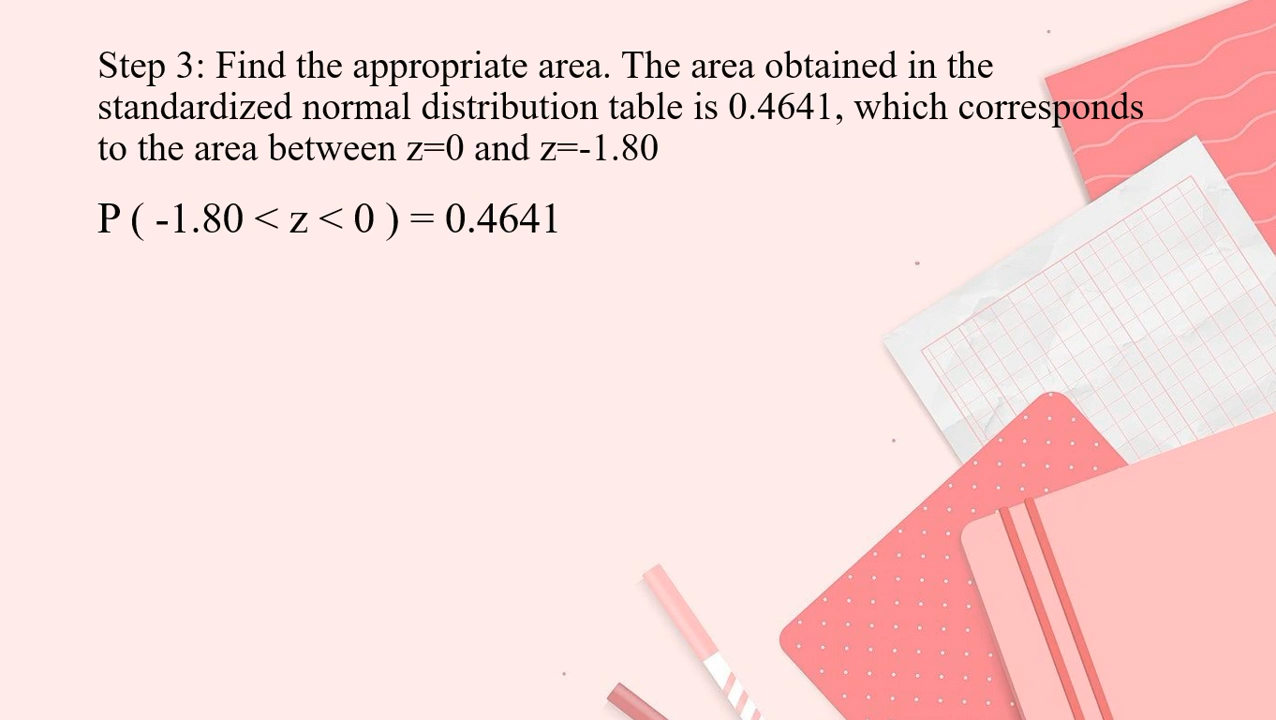 Step 3: Find the appropriate area. The area obtained in the
standardized normal distribution table is 0.4641, which corresponds
to the area between z=0 and z=-1.80
P ( -1.80 < z < 0 ) = 0.4641